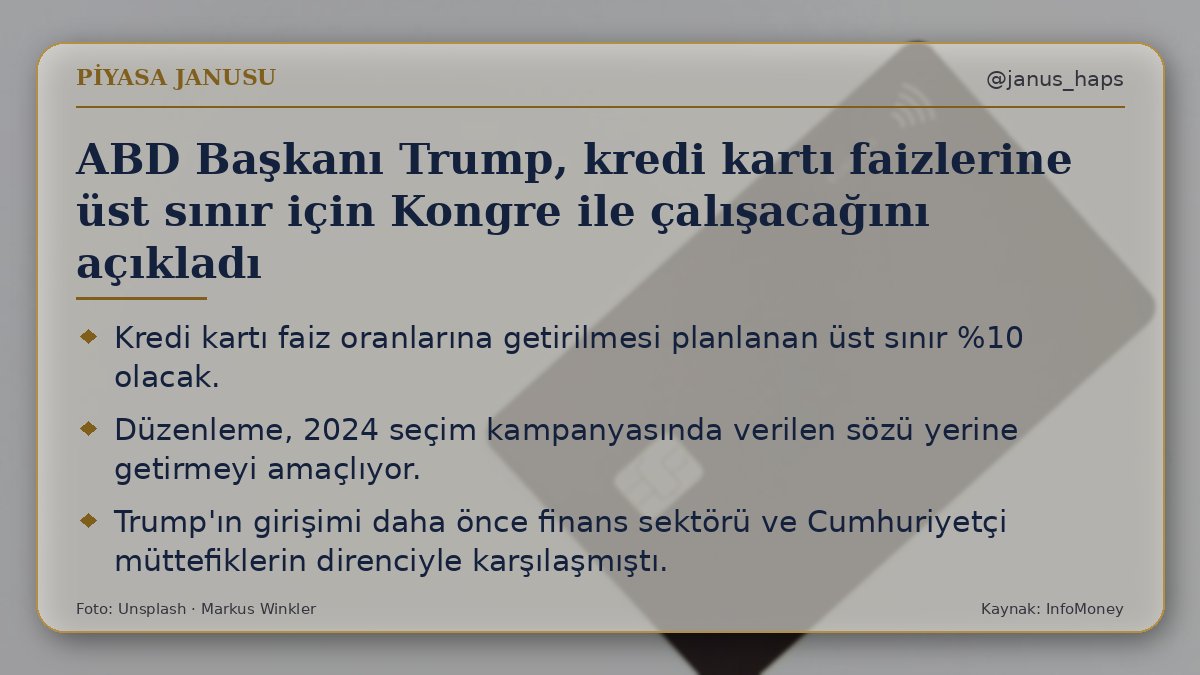 PİYASA JANUSU
@janus_haps
ABD Başkanı Trump, kredi kartı faizlerine
üst sınır için Kongre ile çalışacağını
açıkladı
Kredi kartı faiz oranlarına getirilmesi planlanan üst sınır %10
olacak.
Düzenleme, 2024 seçim kampanyasında verilen sözü yerine
getirmeyi amaçlıyor.
Trump'ın girişimi daha önce finans sektörü ve Cumhuriyetçi
müttefiklerin direnciyle karşılaşmıştı.
Foto: Unsplash · Markus Winkler
Kaynak: InfoMoney